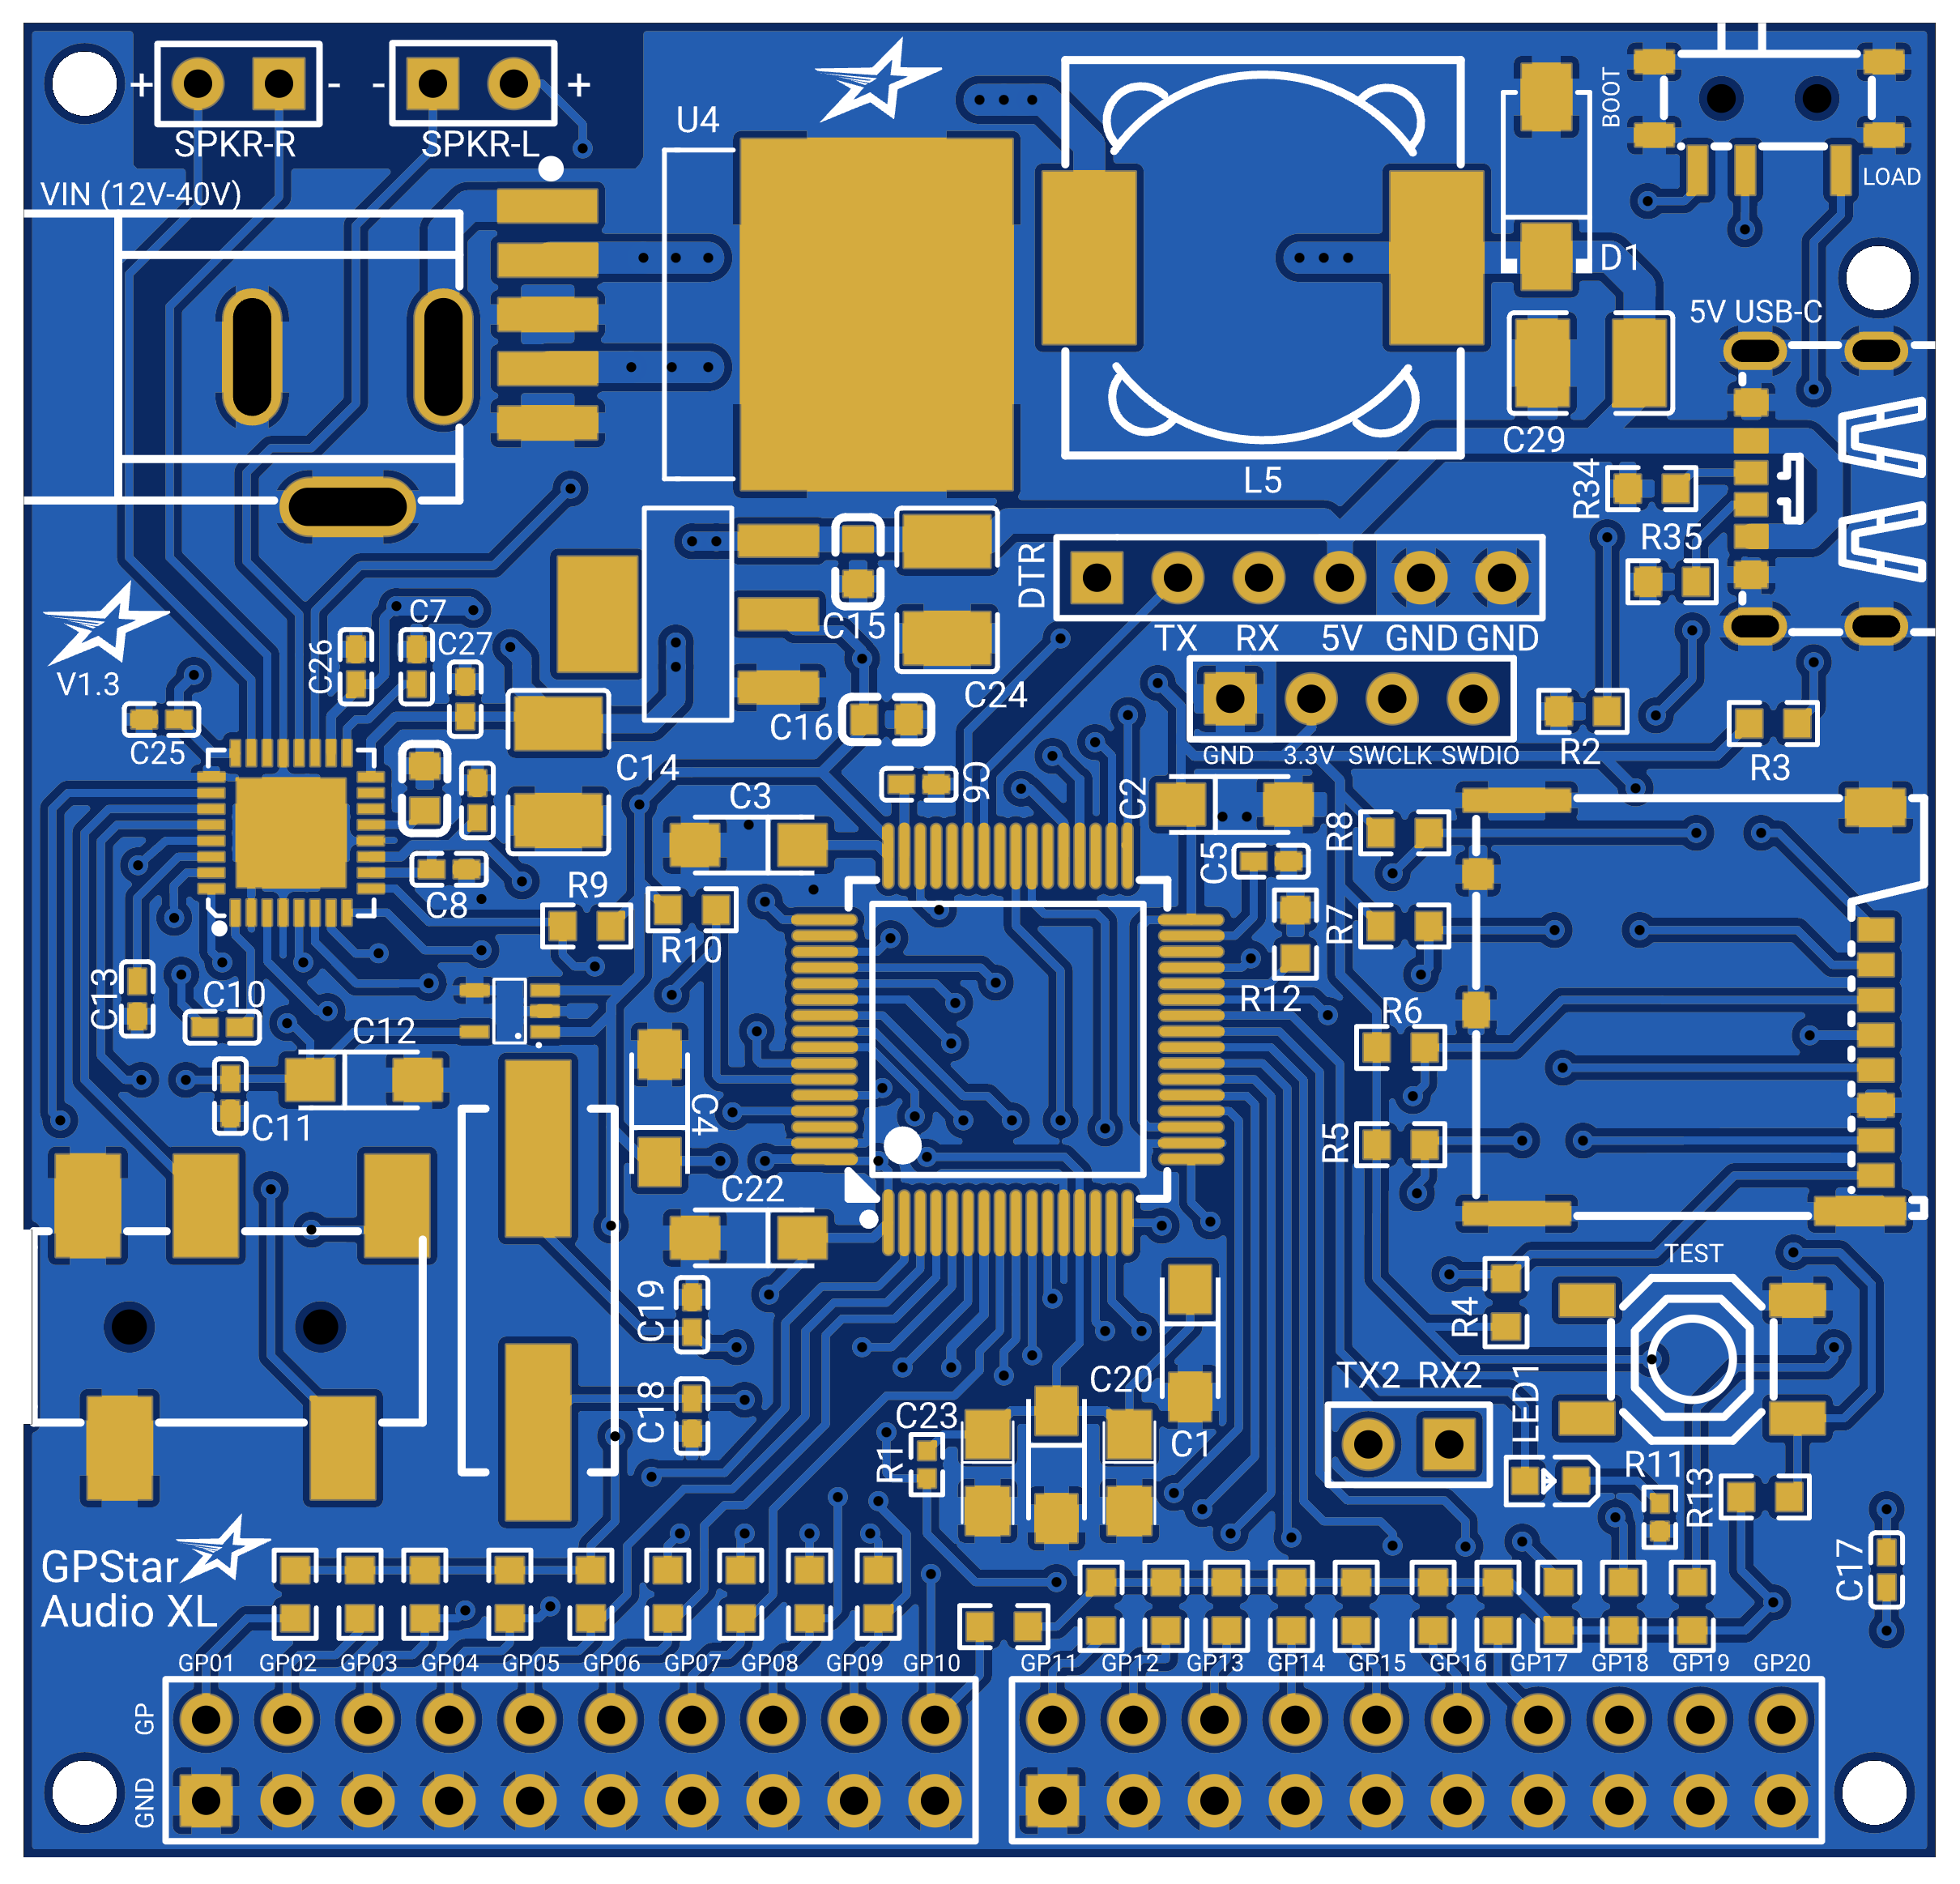 + - - +
SPKR-R SPKR-L
U4
BOOT
LOAD
VIN (12V-40V)
D1
5V USB-C
C29
L5
R34
R35
DTR
TX RX 5V GND GND
C15
C24
C16
GND 3.3V SWCLK SWDIO
R2
R3
V1.3
C7
C26
C27
C25
C14
C3
C6
C2
C5
R8
R7
C8
R9
R10
R12
R6
R5
C13
C10
C12
C11
C4
C22
C19
C18
C20
C1
C23
R1
TEST
R4
TX2 RX2
LED1
R11
R13
C17
GPStar
Audio XL
GP01 GP02 GP03 GP04 GP05 GP06 GP07 GP08 GP09 GP10 GP11 GP12 GP13 GP14 GP15 GP16 GP17 GP18 GP19 GP20
GP
GND